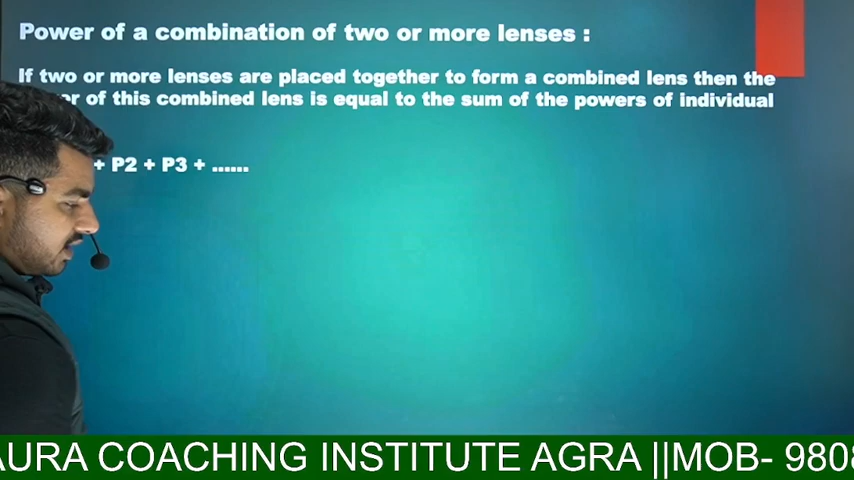 Power of a combination of two or more lenses :
If two or more lenses are placed together to form a combined lens then the
of this combined lens is equal to the sum of the powers of individual
+ P2 + P3 + ......
AURA COACHING INSTITUTE AGRA ||MOB- 9808